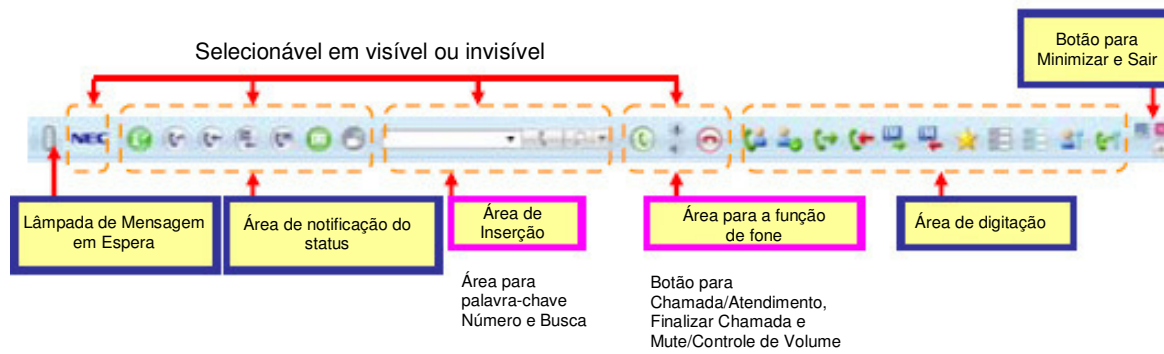 Botão para
Minimizar e Sair
Selecionável em visível ou invisível
NEC
Lâmpada de Mensagem
em Espera
Área de notificação do
status
Área de
Inserção
Área para a função
de fone
Área de digitação
Área para
palavra-chave
Número e Busca
Botão para
Chamada/Atendimento,
Finalizar Chamada e
Mute/Controle de Volume